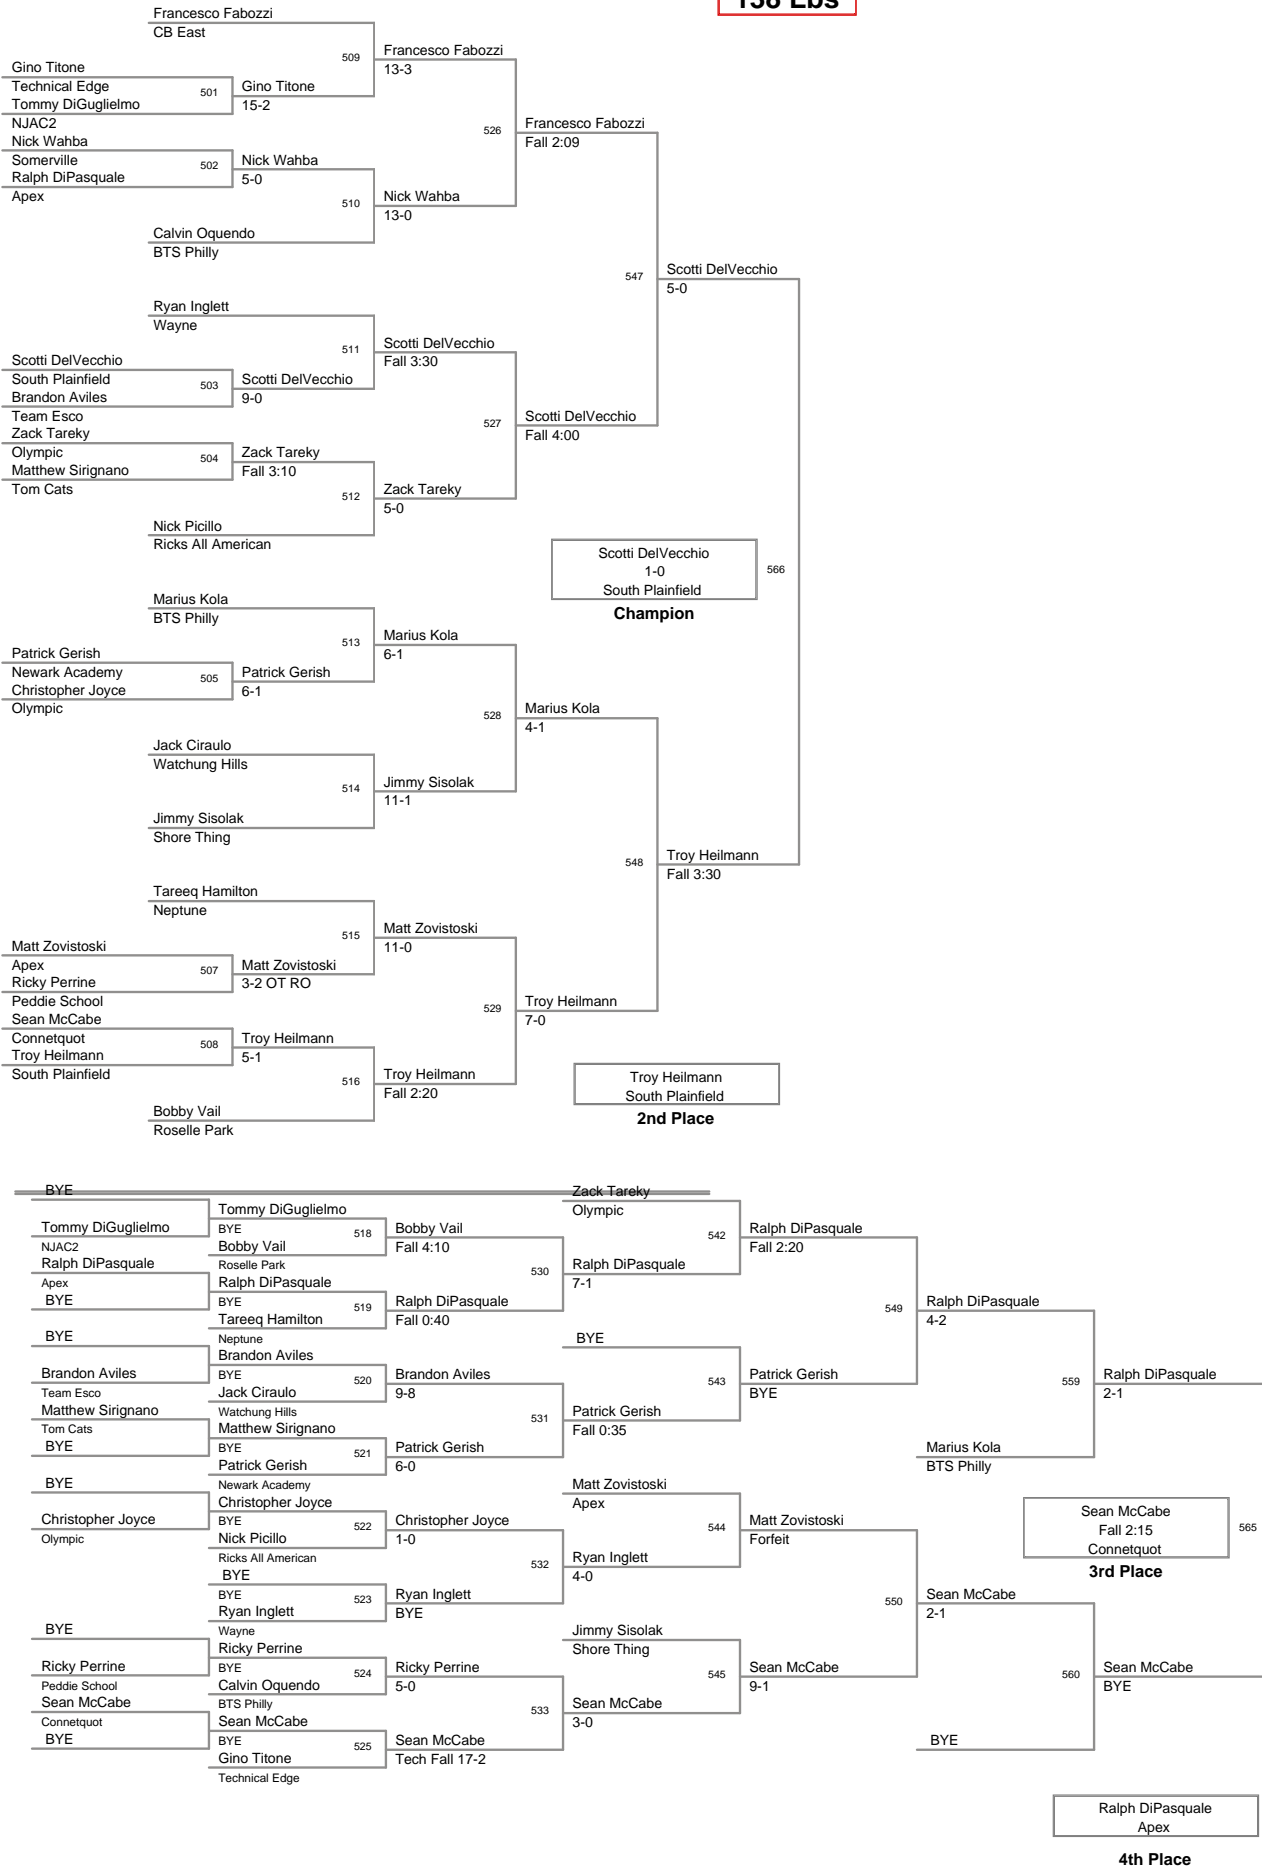 138 Lbs
Francesco Fabozzi
CB East
509
Francesco Fabozzi
13-3
Gino Titone
Technical Edge
501
Gino Titone
15-2
Tommy DiGuglielmo
NJAC2
526
Francesco Fabozzi
Fall 2:09
Nick Wahba
Somerville
502
Nick Wahba
5-0
Ralph DiPasquale
Apex
510
Nick Wahba
13-0
Calvin Oquendo
BTS Philly
547
Scotti DelVecchio
5-0
Ryan Inglett
Wayne
511
Scotti DelVecchio
Fall 3:30
Scotti DelVecchio
South Plainfield
503
Scotti DelVecchio
9-0
Brandon Aviles
Team Esco
527
Scotti DelVecchio
Fall 4:00
Zack Tareky
Olympic
504
Zack Tareky
Fall 3:10
Matthew Sirignano
Tom Cats
512
Zack Tareky
5-0
Nick Picillo
Ricks All American
Scotti DelVecchio
1-0
South Plainfield
566
Champion
Marius Kola
BTS Philly
513
Marius Kola
6-1
Patrick Gerish
Newark Academy
505
Patrick Gerish
6-1
Christopher Joyce
Olympic
528
Marius Kola
4-1
Jack Ciraulo
Watchung Hills
514
Jimmy Sisolak
11-1
Jimmy Sisolak
Shore Thing
548
Troy Heilmann
Fall 3:30
Tareeq Hamilton
Neptune
515
Matt Zovistoski
11-0
Matt Zovistoski
Apex
507
Matt Zovistoski
3-2 OT RO
Ricky Perrine
Peddie School
529
Troy Heilmann
7-0
Sean McCabe
Connetquot
508
Troy Heilmann
5-1
Troy Heilmann
South Plainfield
516
Troy Heilmann
Fall 2:20
Bobby Vail
Roselle Park
Troy Heilmann
South Plainfield
2nd Place
BYE
Tommy DiGuglielmo
NJAC2
Ralph DiPasquale
Apex
BYE
BYE
Brandon Aviles
Team Esco
Matthew Sirignano
Tom Cats
BYE
BYE
Christopher Joyce
Olympic
BYE
Ricky Perrine
Peddie School
Sean McCabe
Connetquot
BYE
Tommy DiGuglielmo
BYE
518
Bobby Vail
Roselle Park
Ralph DiPasquale
BYE
519
Tareeq Hamilton
Neptune
Brandon Aviles
BYE
520
Jack Ciraulo
Watchung Hills
Matthew Sirignano
BYE
521
Patrick Gerish
Newark Academy
Christopher Joyce
BYE
522
Nick Picillo
Ricks All American
BYE
BYE
523
Ryan Inglett
Wayne
Ricky Perrine
BYE
524
Calvin Oquendo
BTS Philly
Sean McCabe
BYE
525
Gino Titone
Technical Edge
Bobby Vail
Fall 4:10
530
Ralph DiPasquale
Fall 0:40
Brandon Aviles
9-8
531
Patrick Gerish
6-0
Christopher Joyce
1-0
532
Ryan Inglett
BYE
Ricky Perrine
5-0
533
Sean McCabe
Tech Fall 17-2
Zack Tareky
Olympic
542
Ralph DiPasquale
7-1
BYE
543
Patrick Gerish
Fall 0:35
Matt Zovistoski
Apex
544
Ryan Inglett
4-0
Jimmy Sisolak
Shore Thing
545
Sean McCabe
3-0
Ralph DiPasquale
Fall 2:20
549
Patrick Gerish
BYE
Matt Zovistoski
Forfeit
550
Sean McCabe
9-1
Ralph DiPasquale
4-2
559
Marius Kola
BTS Philly
Sean McCabe
2-1
560
BYE
Ralph DiPasquale
2-1
Sean McCabe
Fall 2:15
Connetquot
565
3rd Place
Sean McCabe
BYE
Ralph DiPasquale
Apex
4th Place